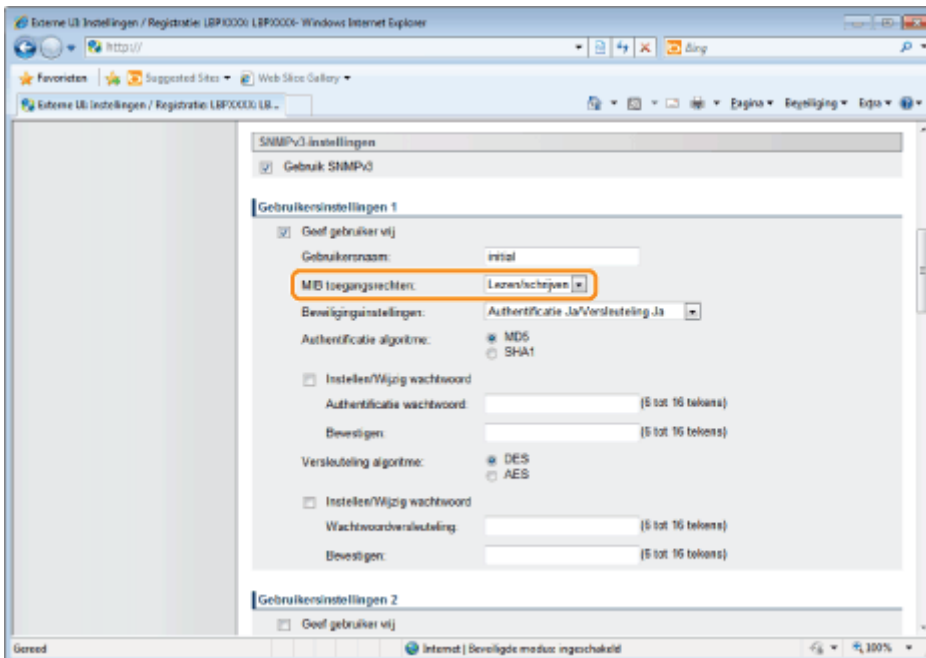 Externe UI: Instellingen / Registratie: LBPXXXX: LBPXXXX - Windows Internet Explorer
http://
Bing
Favorieten Suggested Sites Web Slice Gallery
Externe UI: Instellingen / Registratie: LBPXXXX: LB...
Pagina Beveiliging Extra
SNMPv3-instellingen
Gebruik SNMPv3
Gebruikersinstellingen 1
Geef gebruiker vrij
Gebruikersnaam: initial
MIB toegangsrechten: Lezen/schrijven
Beveiligingsinstellingen: Authentificatie Ja/Versleuteling Ja
Authentificatie algoritme: MD5
SHA1
Instellen/Wijzig wachtwoord
Authentificatie wachtwoord: (6 tot 16 tekens)
Bevestigen: (6 tot 16 tekens)
Versleuteling algoritme: DES
AES
Instellen/Wijzig wachtwoord
Wachtwoordversleuteling: (6 tot 16 tekens)
Bevestigen: (6 tot 16 tekens)
Gebruikersinstellingen 2
Geef gebruiker vrij
Gereed Internet | Beveiligde modus: ingeschakeld 100%